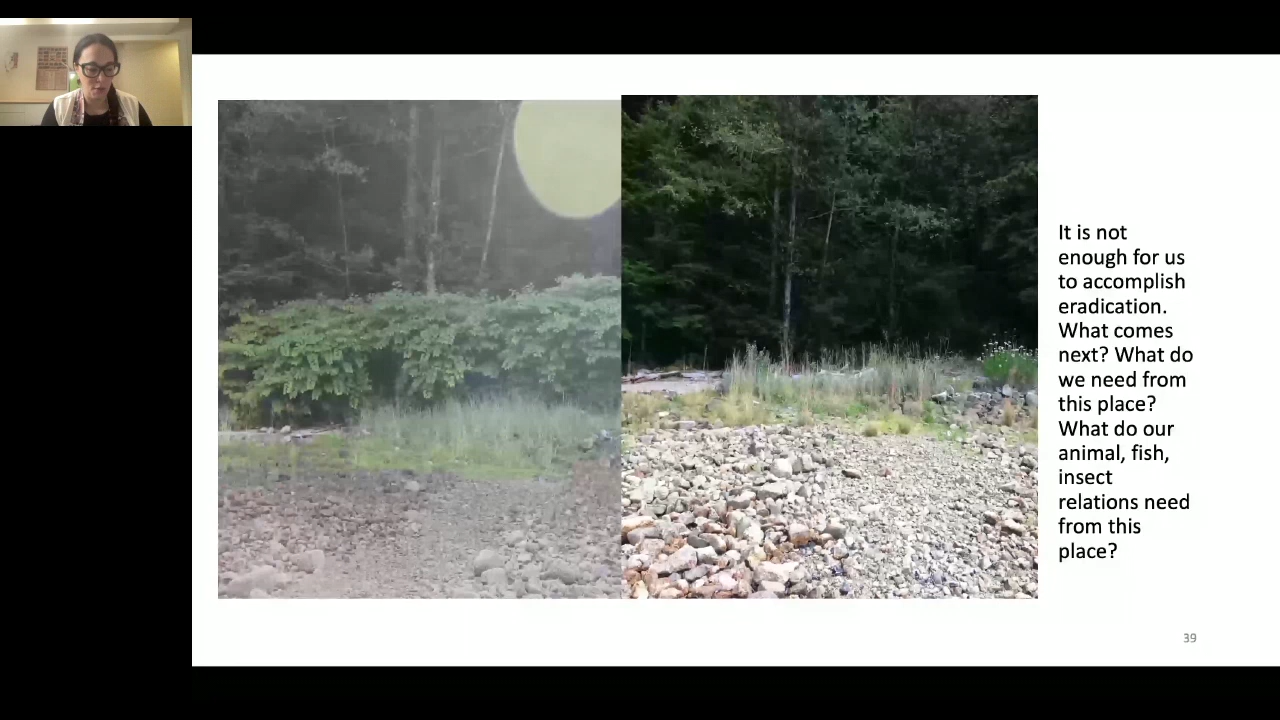 It is not
enough for us
to accomplish
eradication.
What comes
next? What do
we need from
this place?
What do our
animal, fish,
insect
relations need
from this
place?
39